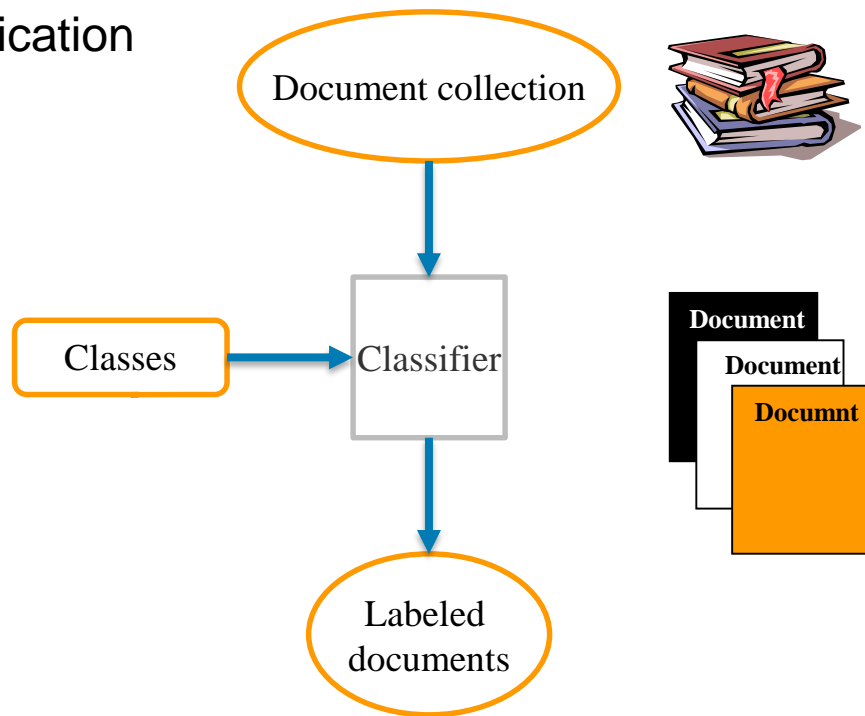 ication
Document collection
Classes
Classifier
Document
Document
Documnt
Labeled
documents